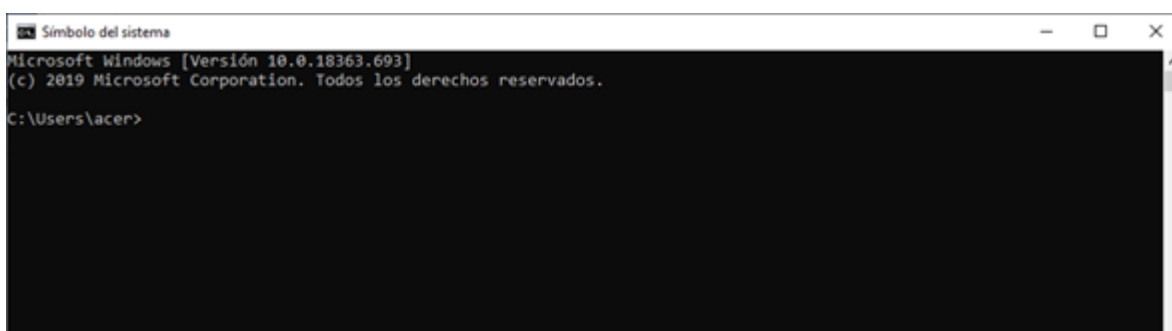 Símbolo del sistema
Microsoft Windows [Versión 10.0.18363.693]
(c) 2019 Microsoft Corporation. Todos los derechos reservados.
C:\Users\acer>